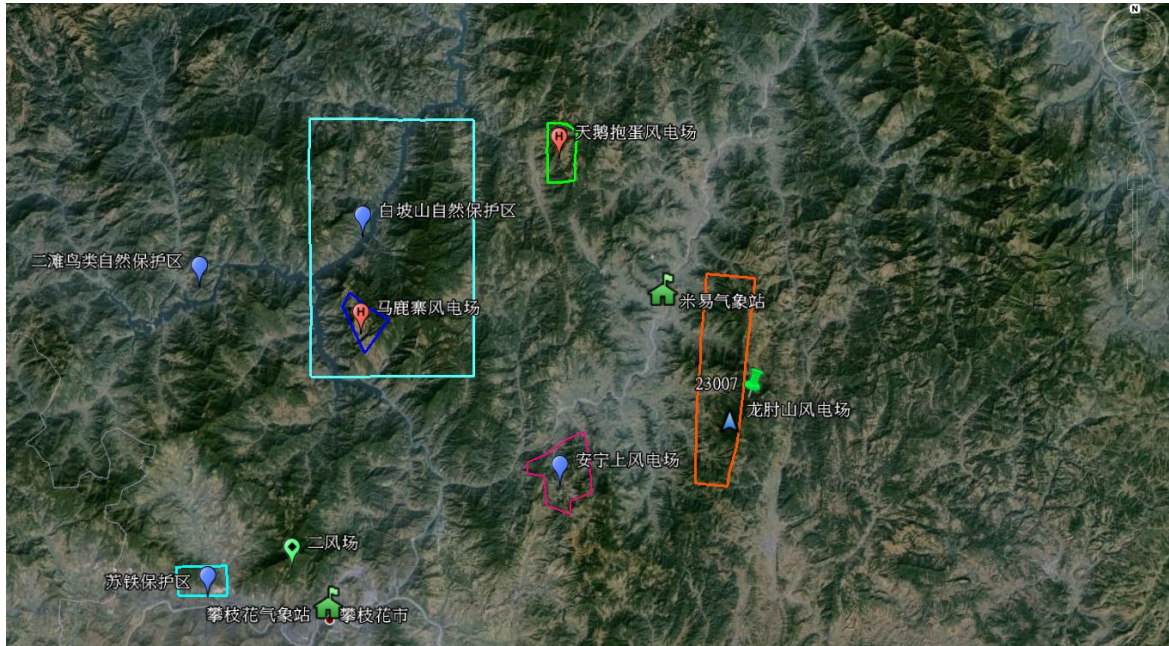 N
天鹅抱蛋风电场
白坡山自然保护区
二滩鸟类自然保护区
马鹿寨风电场
米易气象站
23007
龙肘山风电场
安宁上风电场
二风场
苏铁保护区
攀枝花气象站
攀枝花市